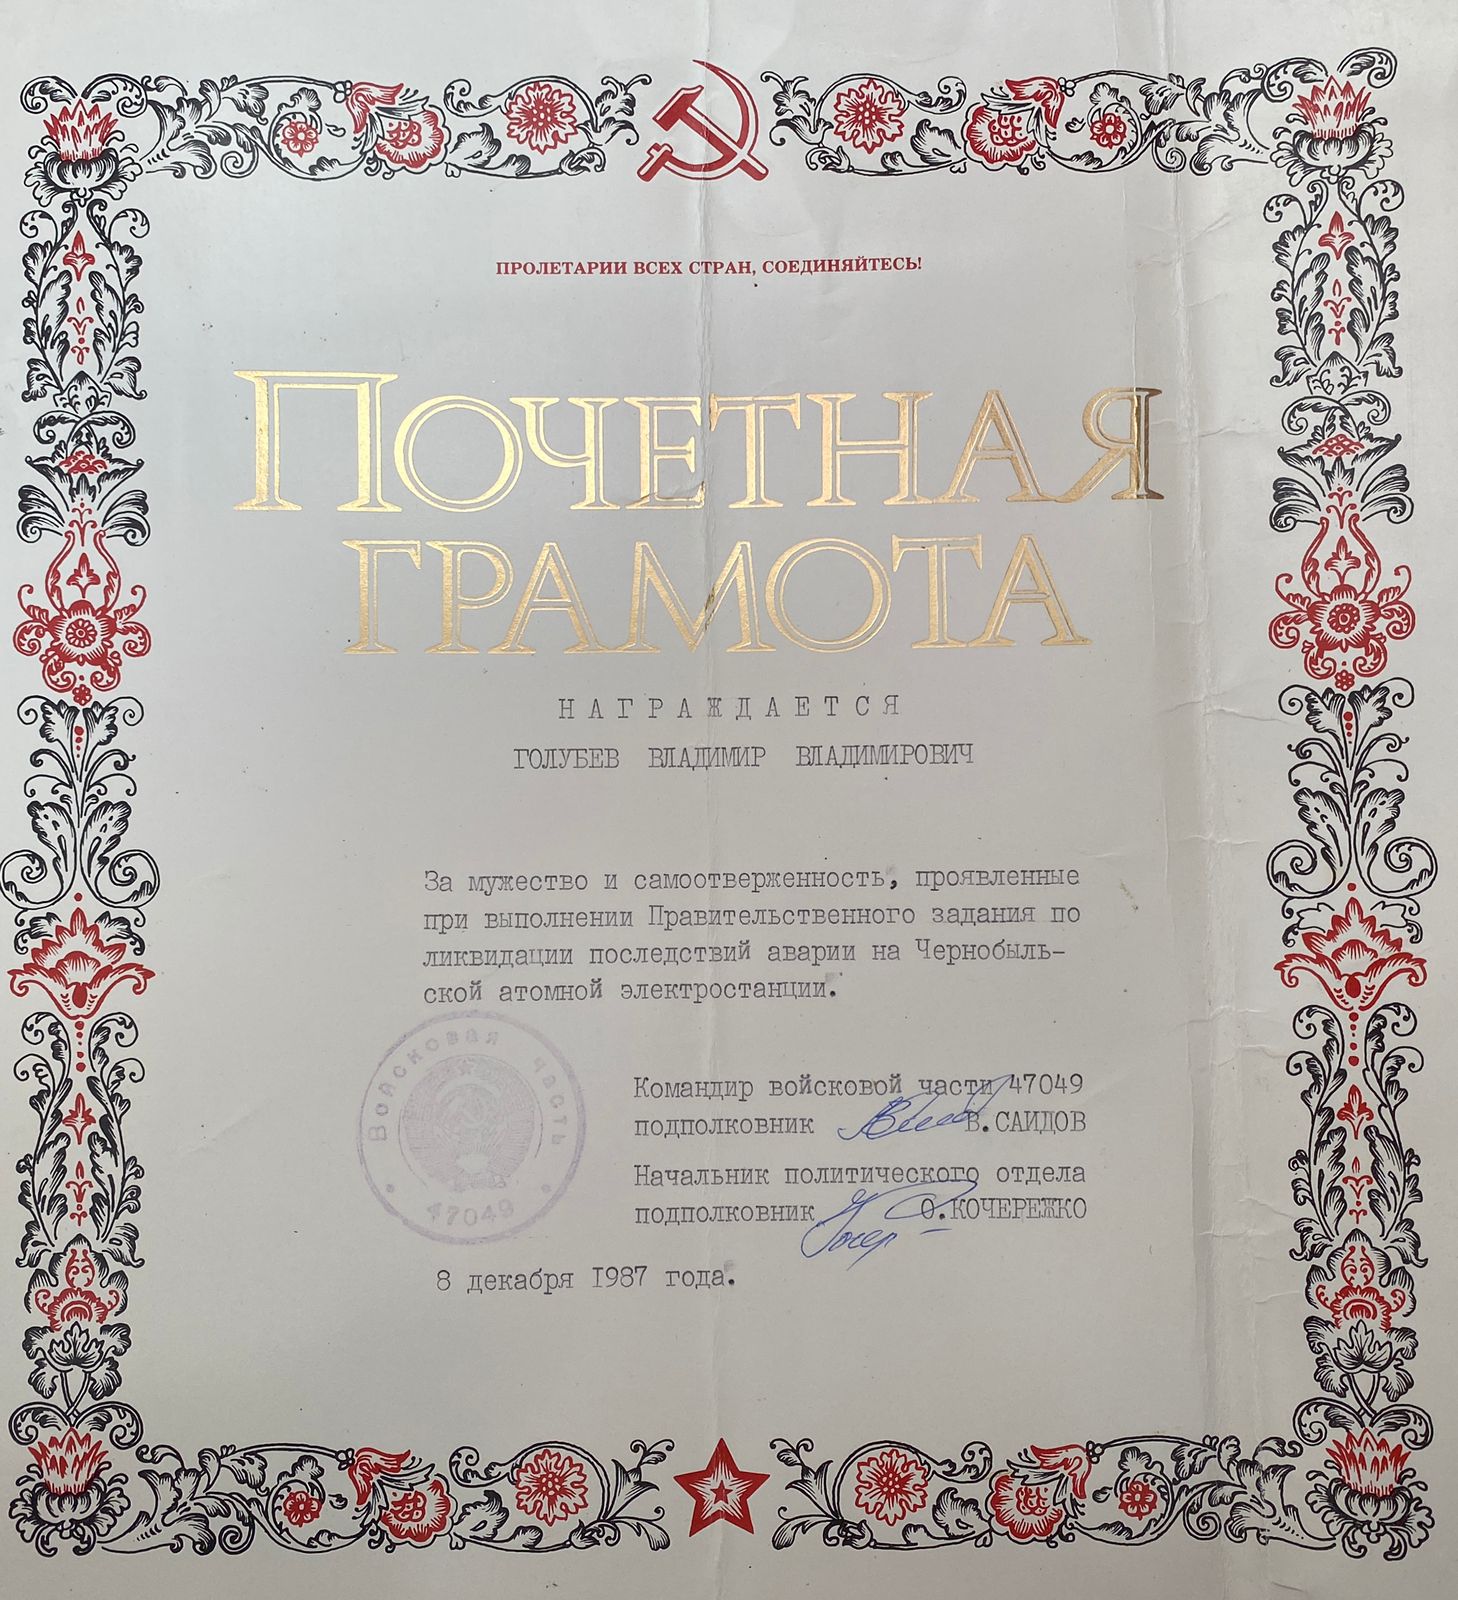 ПРОЛЕТАРИИ ВСЕХ СТРАН, СОЕДИНЯЙТЕСЬ!
ПОЧЕТНАЯ
ГРАМОТА
НАГРАЖДАЕТСЯ
ГОЛУБЕВ ВЛАДИМИР ВЛАДИМИРОВИЧ
За мужество и самоотверженность, проявленные
при выполнении Правительственного задания по
ликвидации последствий аварии на Чернобыль-
ской атомной электростанции.
Войсковая часть
47049
Командир войсковой части 47049
подполковник В.САИДОВ
Начальник политического отдела
подполковник О.КОЧЕРЕЖКО
8 декабря 1987 года.